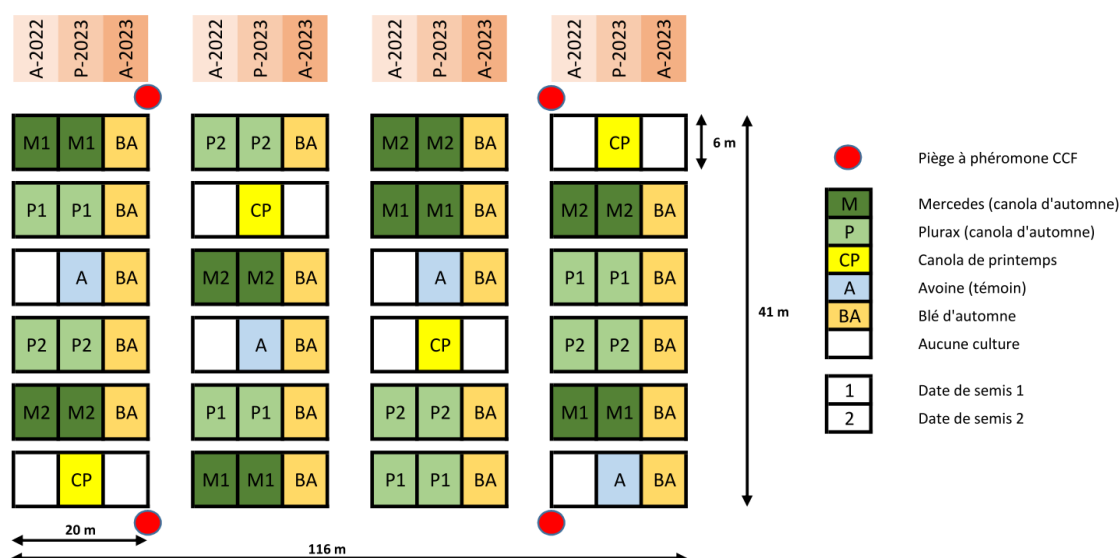 A-2022 P-2023 A-2023 A-2022 P-2023 A-2023 A-2022 P-2023 A-2023 A-2022 P-2023 A-2023
M1 M1 BA P2 P2 BA M2 M2 BA CP 6 m
P1 P1 BA CP M1 M1 BA M2 M2 BA
A BA M2 M2 BA A BA P1 P1 BA
P2 P2 BA A BA CP P2 P2 BA
M2 M2 BA P1 P1 BA P2 P2 BA M1 M1 BA
CP M1 M1 BA P1 P1 BA A BA
41 m
20 m
116 m
Piège à phéromone CCF
M Mercedes (canola d'automne)
P Plurax (canola d'automne)
CP Canola de printemps
A Avoine (témoin)
BA Blé d'automne
Aucune culture
1 Date de semis 1
2 Date de semis 2